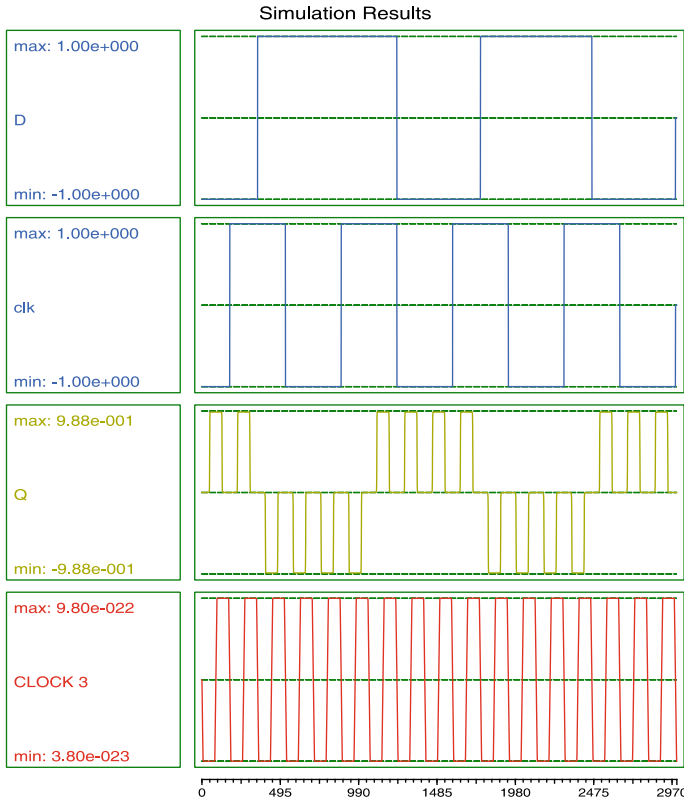 Simulation Results
max: 1.00e+000
D
min: -1.00e+000
max: 1.00e+000
clk
min: -1.00e+000
max: 9.88e-001
Q
min: -9.88e-001
max: 9.80e-022
CLOCK 3
min: 3.80e-023
0 495 990 1485 1980 2475 2970